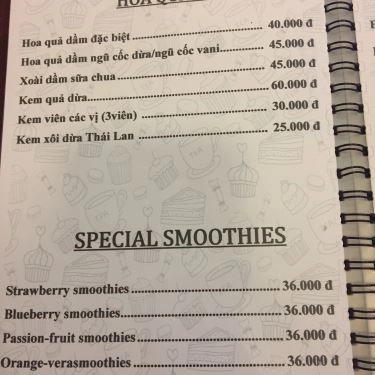 HOA QU
Hoa quả dầm đặc biệt ................ 40.000 đ
Hoa quả dầm ngũ cốc dừa/ngũ cốc vani............ 45.000 đ
Xoài dầm sữa chua ................ 45.000 đ
Kem quả dừa................ 60.000 đ
Kem viên các vị (3viên) ................ 30.000 đ
Kem xôi dừa Thái Lan ................ 25.000 đ
SPECIAL SMOOTHIES
Strawberry smoothies ................ 36.000 đ
Blueberry smoothies................ 36.000 đ
Passion-fruit smoothies ................ 36.000 đ
Orange-verasmoothies ................ 36.000 đ